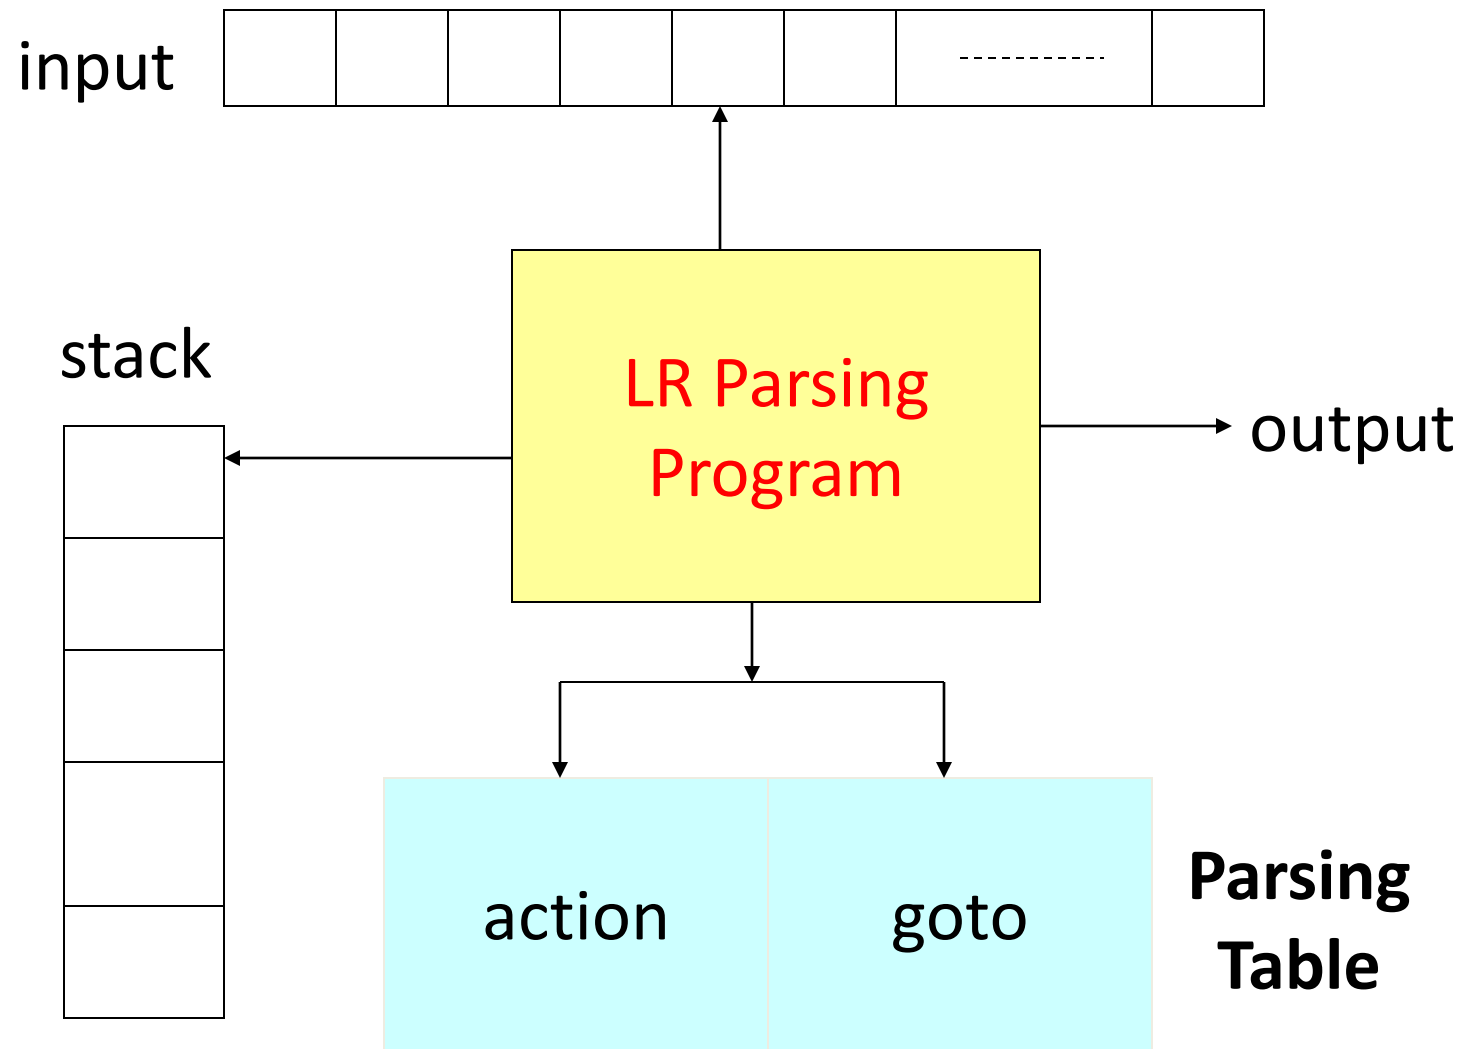 input
stack
LR Parsing
Program
output
action
goto
Parsing
Table